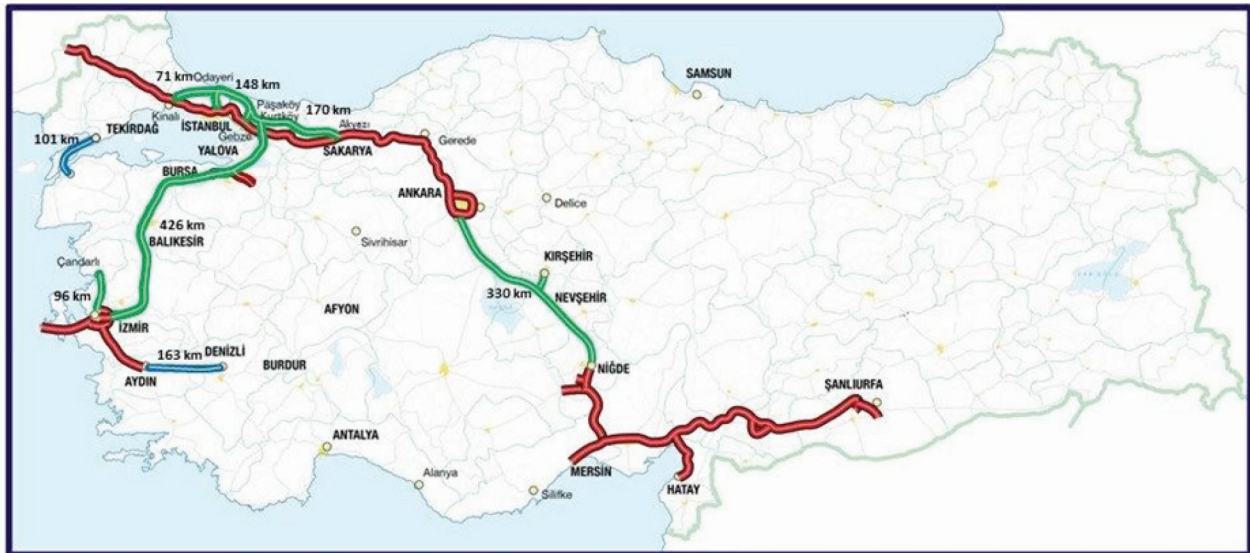 71 km
Odayeri
148 km
SAMSUN
Paşaköy
170 km
Kınalı
İSTANBUL
Kurtköy
Akyazı
TEKİRDAĞ
Gebze
Gerede
101 km
YALOVA
SAKARYA
BURSA
ANKARA
Delice
426 km
Sivrihisar
BALIKESİR
Çandarlı
KIRŞEHİR
96 km
330 km
NEVŞEHİR
AFYON
İZMİR
163 km
DENİZLİ
BURDUR
NİĞDE
AYDIN
ŞANLIURFA
ANTALYA
Alanya
MERSİN
Silifke
HATAY